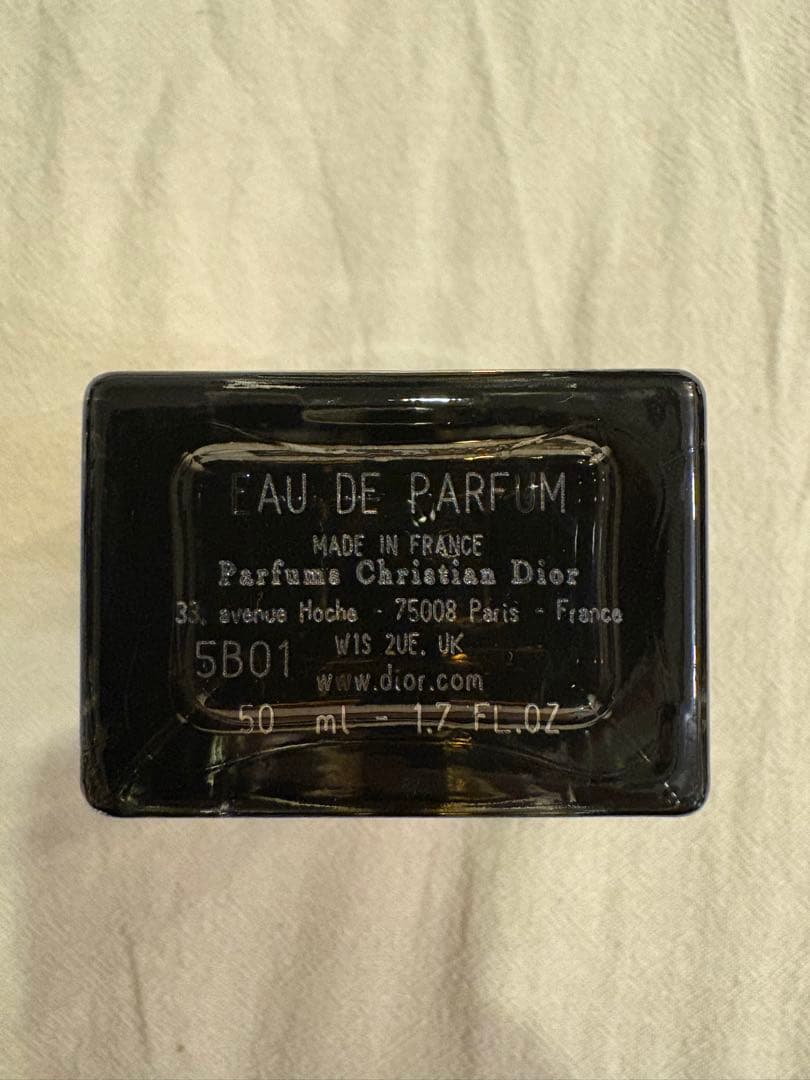 EAU DE PARFUM
MADE IN FRANCE
Parfums Christian Dior
33, avenue Hoche - 75008 Paris - France
W1S 2UE, UK
5B01
www.dior.com
50 ml - 1.7 FL.OZ